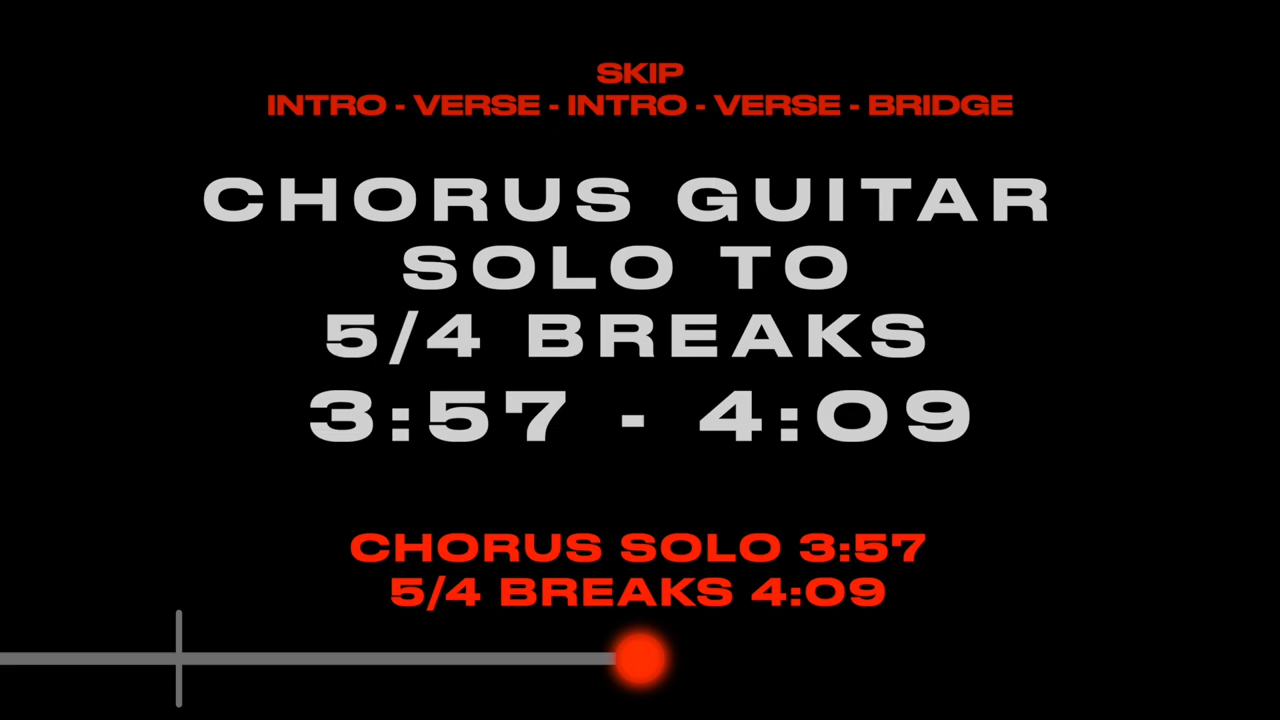 SKIP
INTRO - VERSE - INTRO - VERSE - BRIDGE
CHORUS GUITAR
SOLO TO
5/4 BREAKS
3:57 - 4:09
CHORUS SOLO 3:57
5/4 BREAKS 4:09